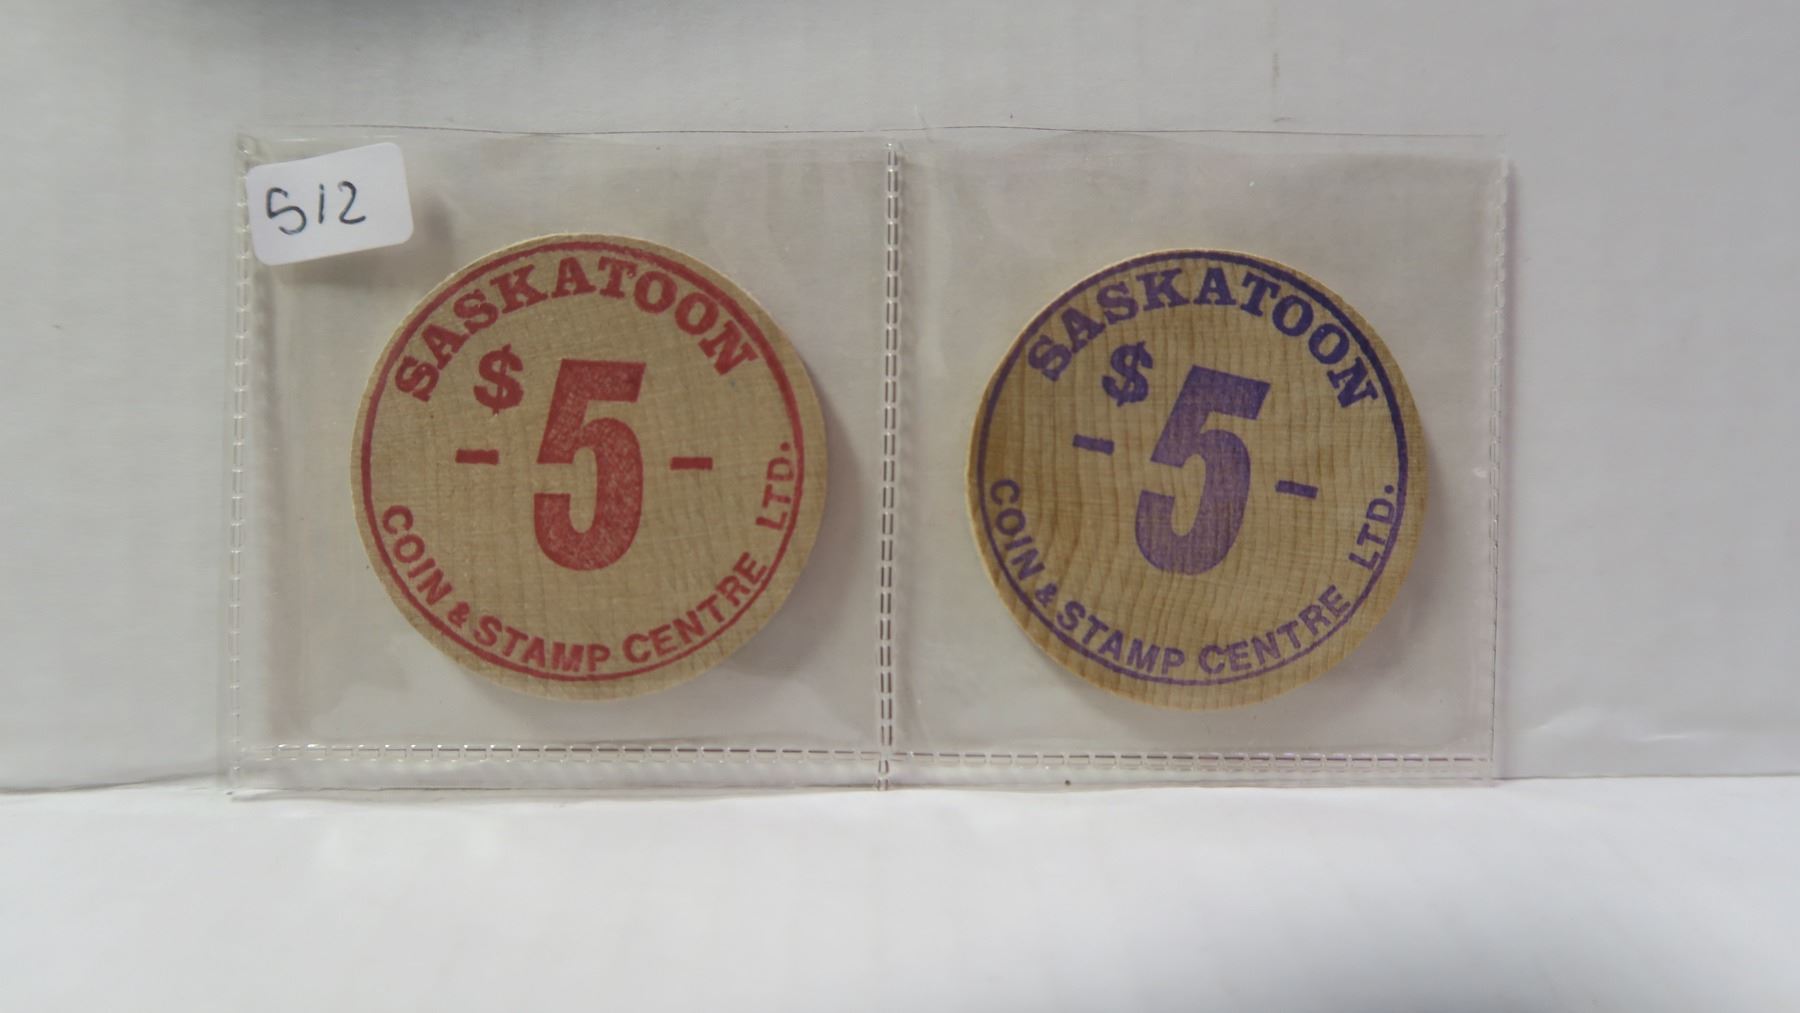 512
SASKATOON
$
- 5 -
COIN & STAMP CENTRE LTD.
SASKATOON
$
- 5 -
COIN & STAMP CENTRE LTD.